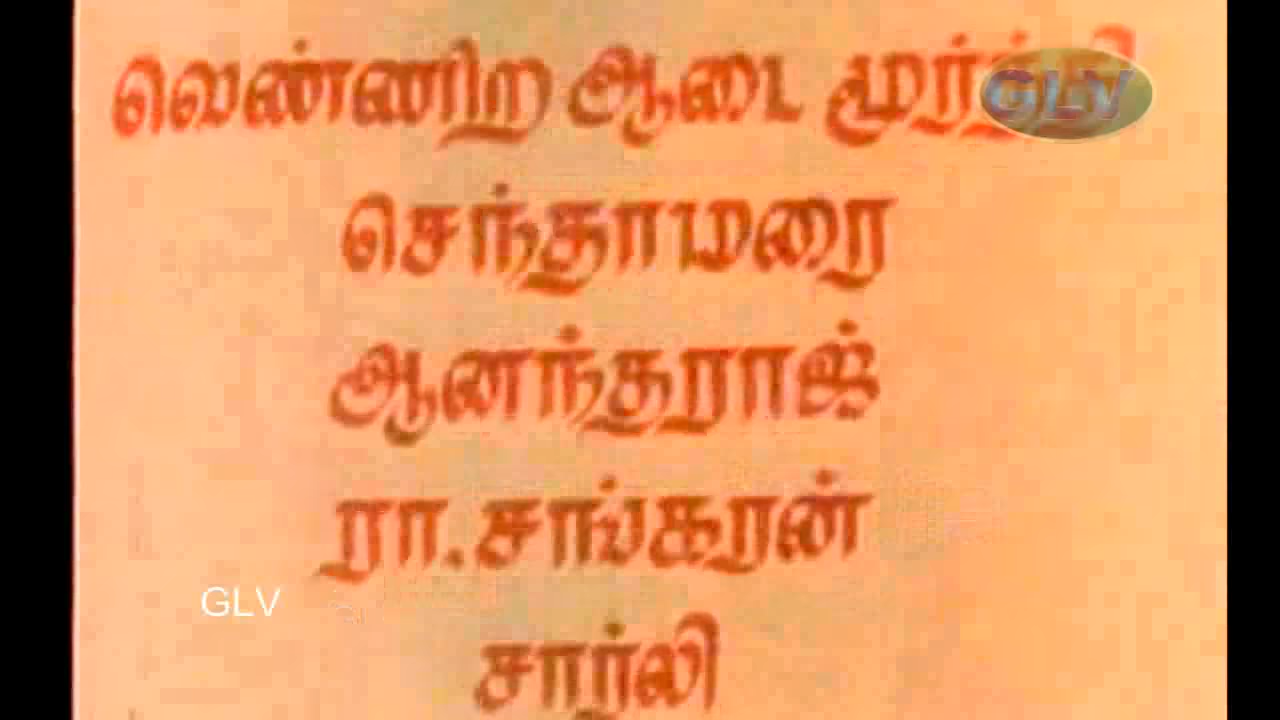 வெண்ணிற ஆடை மூர்த்தி
GLV
செந்தாமரை
ஆனந்தராஜ்
ரா.சங்கரன்
GLV
சார்லி